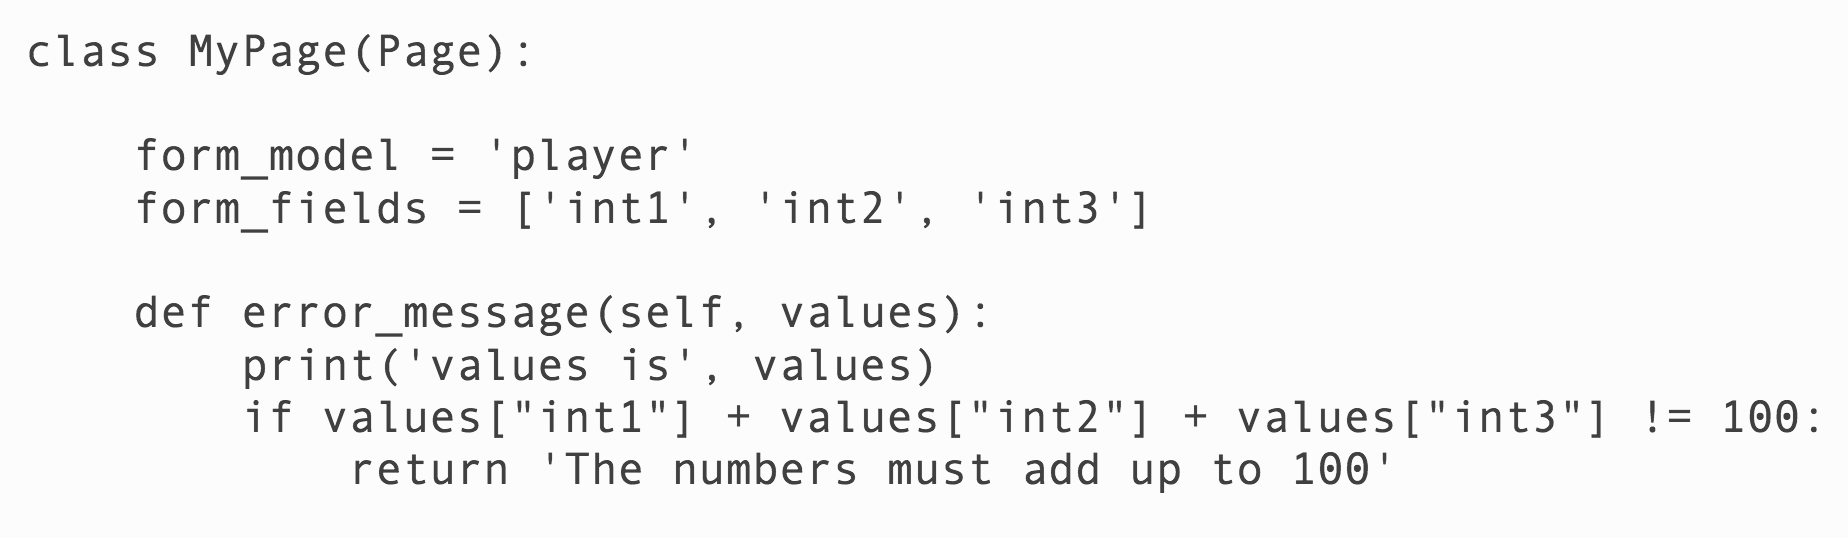 class MyPage(Page):
form_model = 'player'
form_fields = ['int1', 'int2', 'int3']
def error_message(self, values):
print('values is', values)
if values["int1"] + values["int2"] + values["int3"] != 100:
return 'The numbers must add up to 100'